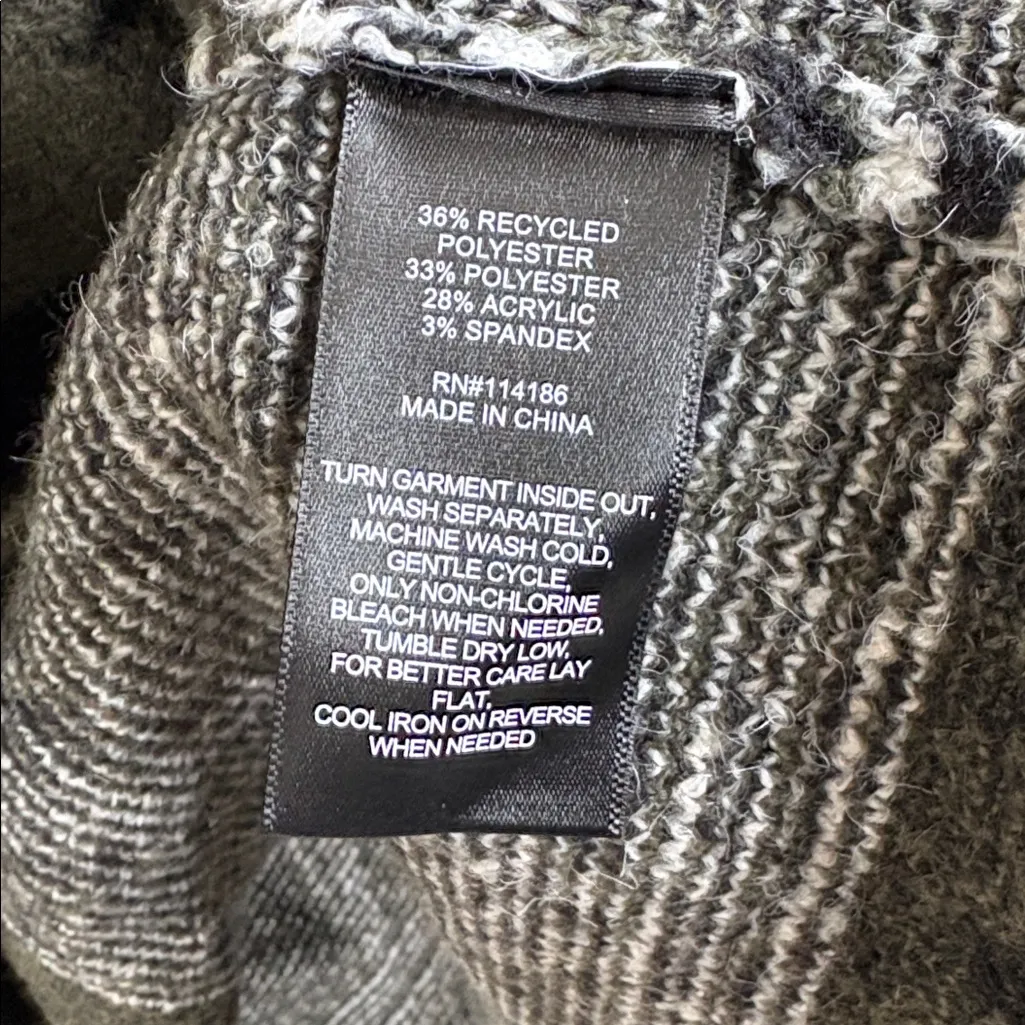 36% RECYCLED
POLYESTER
33% POLYESTER
28% ACRYLIC
3% SPANDEX
RN#114186
MADE IN CHINA
TURN GARMENT INSIDE OUT,
WASH SEPARATELY,
MACHINE WASH COLD,
GENTLE CYCLE,
ONLY NON-CHLORINE
BLEACH WHEN NEEDED,
TUMBLE DRY LOW,
FOR BETTER CARE LAY
FLAT,
COOL IRON ON REVERSE
WHEN NEEDED